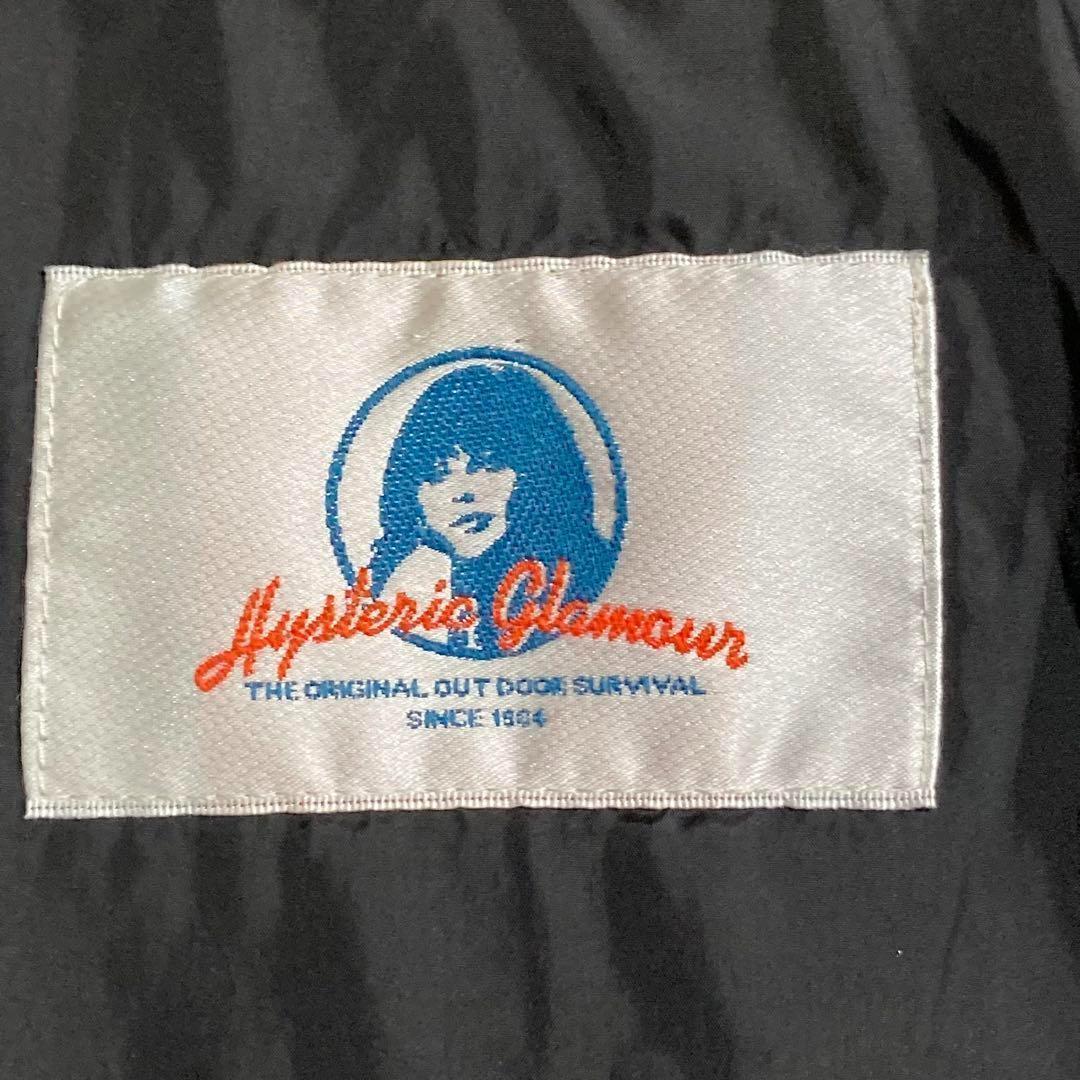 Hysteric Glamour
THE ORIGINAL OUT DOOR SURVIVAL
SINCE 1984